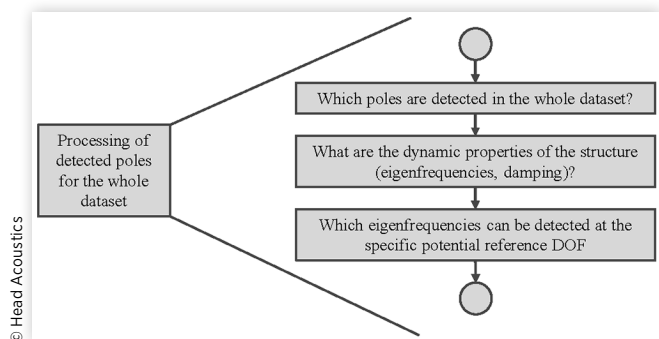 Processing of
detected poles
for the whole
dataset
Which poles are detected in the whole dataset?
What are the dynamic properties of the structure
(eigenfrequencies, damping)?
Which eigenfrequencies can be detected at the
specific potential reference DOF
© Head Acoustics